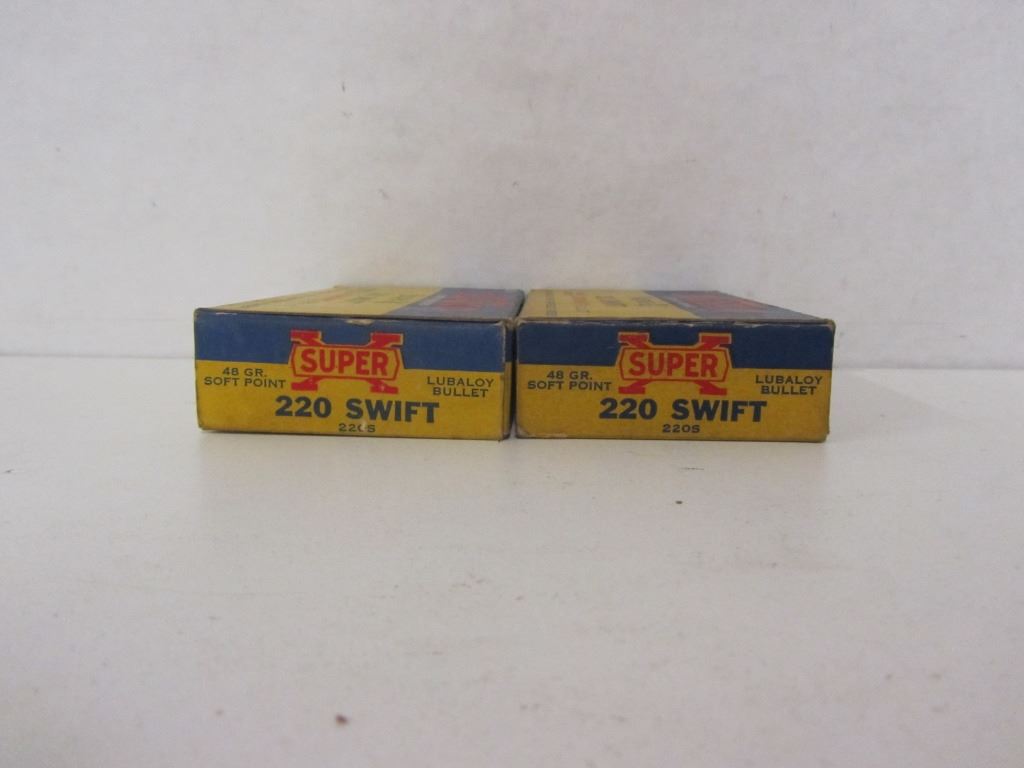 48 GR.
SOFT POINT
SUPER X
LUBALOY
BULLET
220 SWIFT
220S
48 GR.
SOFT POINT
SUPER X
LUBALOY
BULLET
220 SWIFT
220S